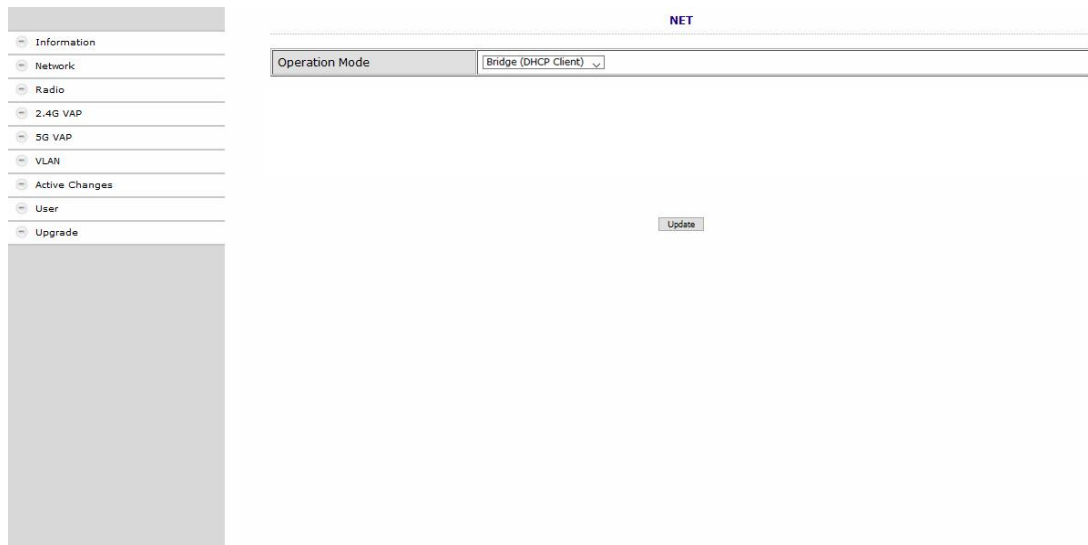 NET
Information
Network
Radio
2.4G VAP
5G VAP
VLAN
Active Changes
User
Upgrade
Operation Mode Bridge (DHCP Client)
Update